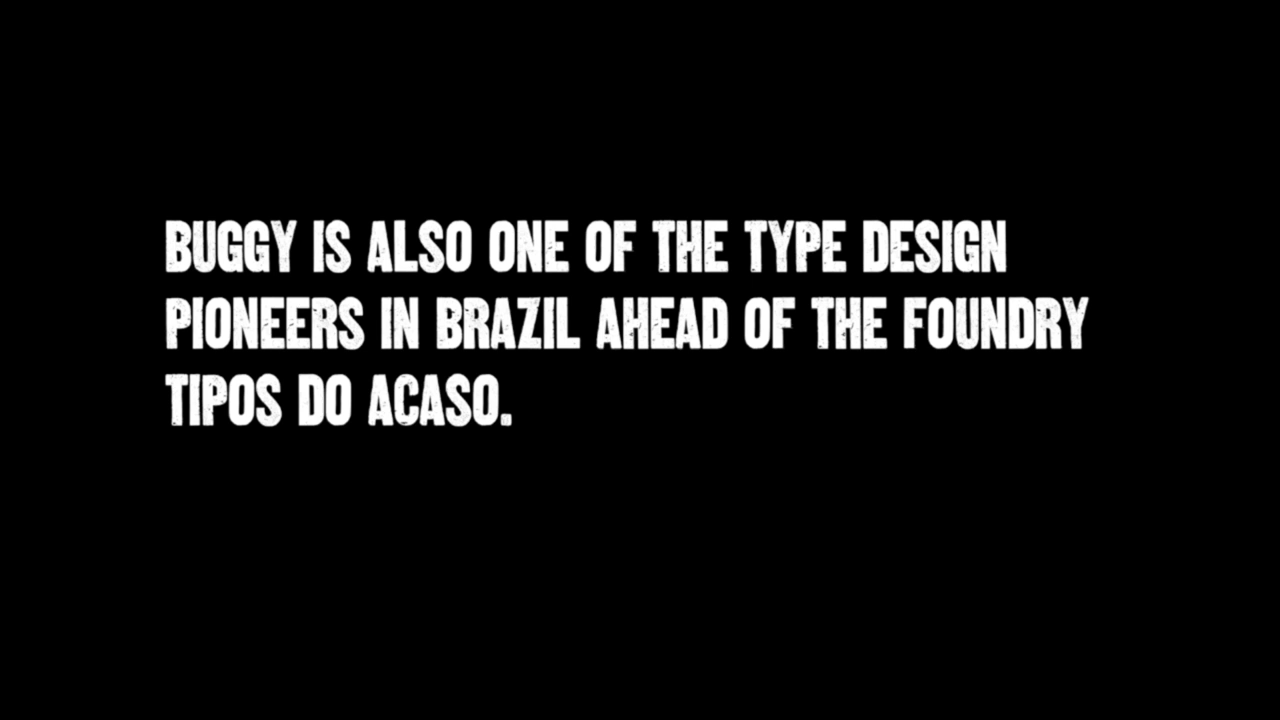 BUGGY IS ALSO ONE OF THE TYPE DESIGN
PIONEERS IN BRAZIL AHEAD OF THE FOUNDRY
TIPOS DO ACASO.